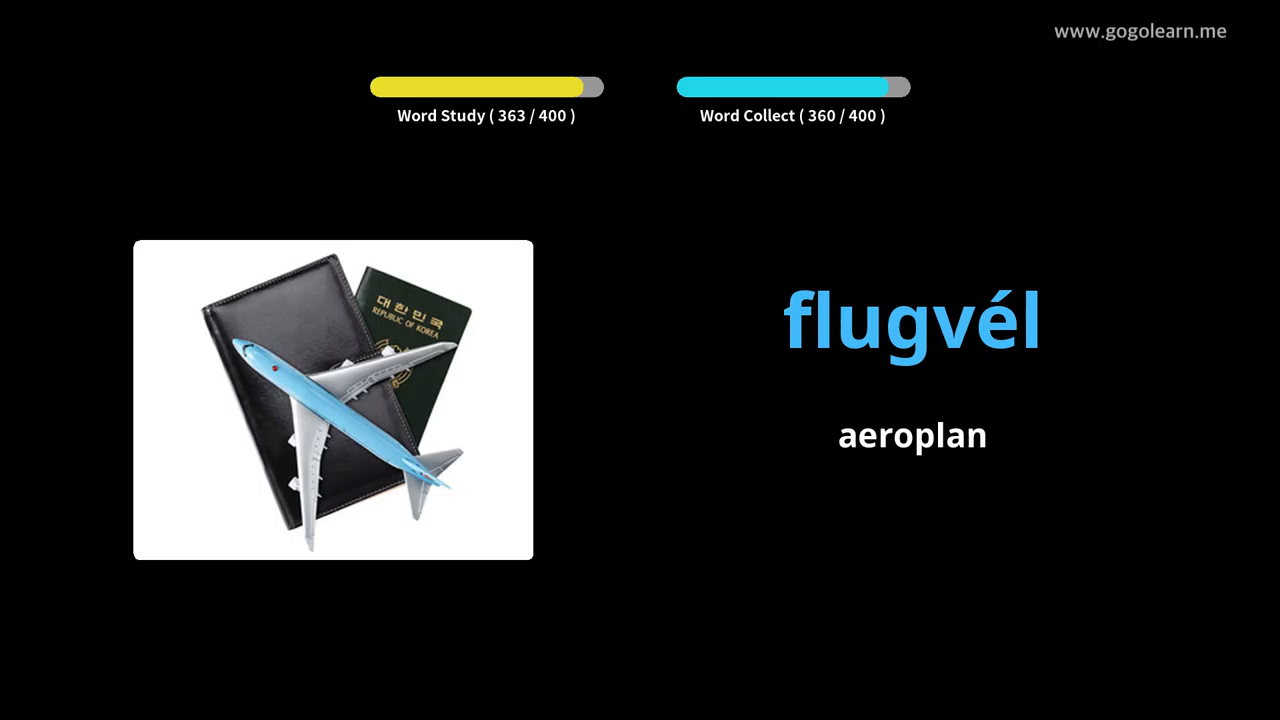 www.gogolearn.me
Word Study ( 363 / 400 )
Word Collect ( 360 / 400 )
대한민국
REPUBLIC OF KOREA
flugvél
aeroplan